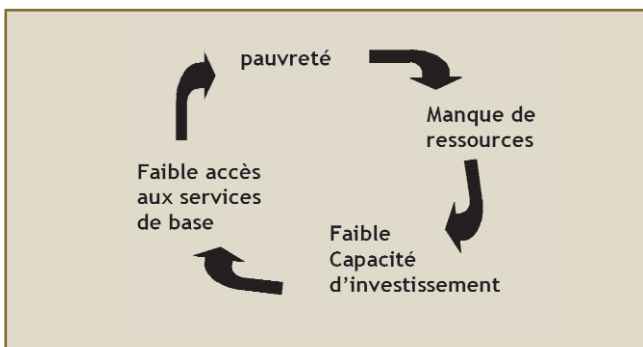 pauvreté
Manque de
ressources
Faible
Capacité
d'investissement
Faible accès
aux services
de base